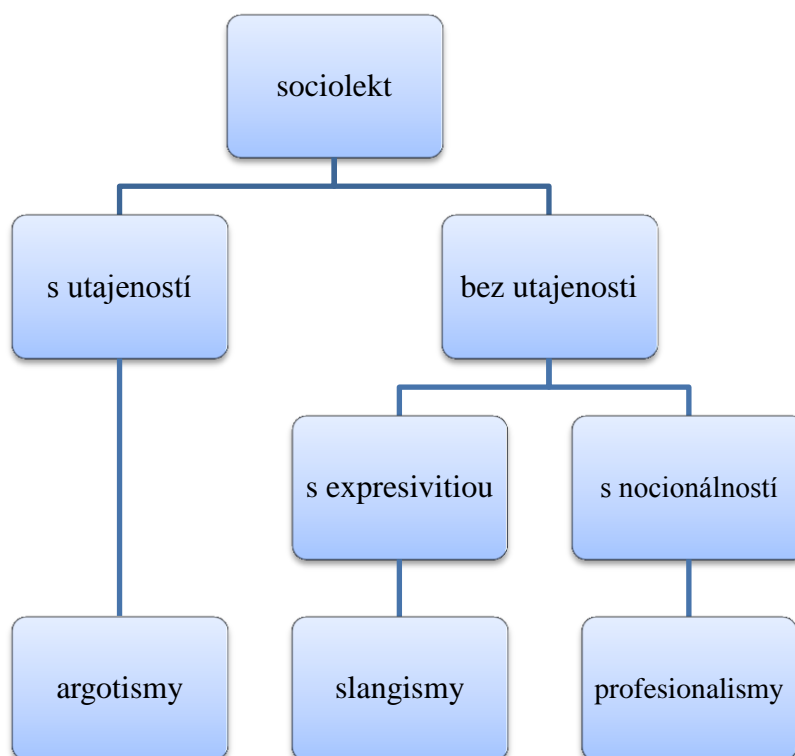 sociolekt
s utajeností
bez utajenosti
s expresivitiou
s nocionálností
argotismy
slangismy
profesionalismy